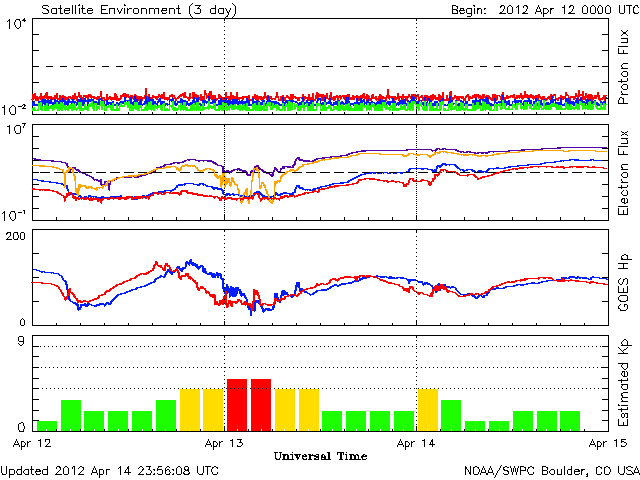 Satellite Environment (3 day) Begin: 2012 Apr 12 0000 UTC
10^4
10^-2
Proton Flux
10^7
10^-1
Electron Flux
200
0
GOES Hp
9
0
Estimated Kp
Apr 12 Apr 13 Apr 14 Apr 15
Universal Time
Updated 2012 Apr 14 23:56:08 UTC NOAA/SWPC Boulder, CO USA